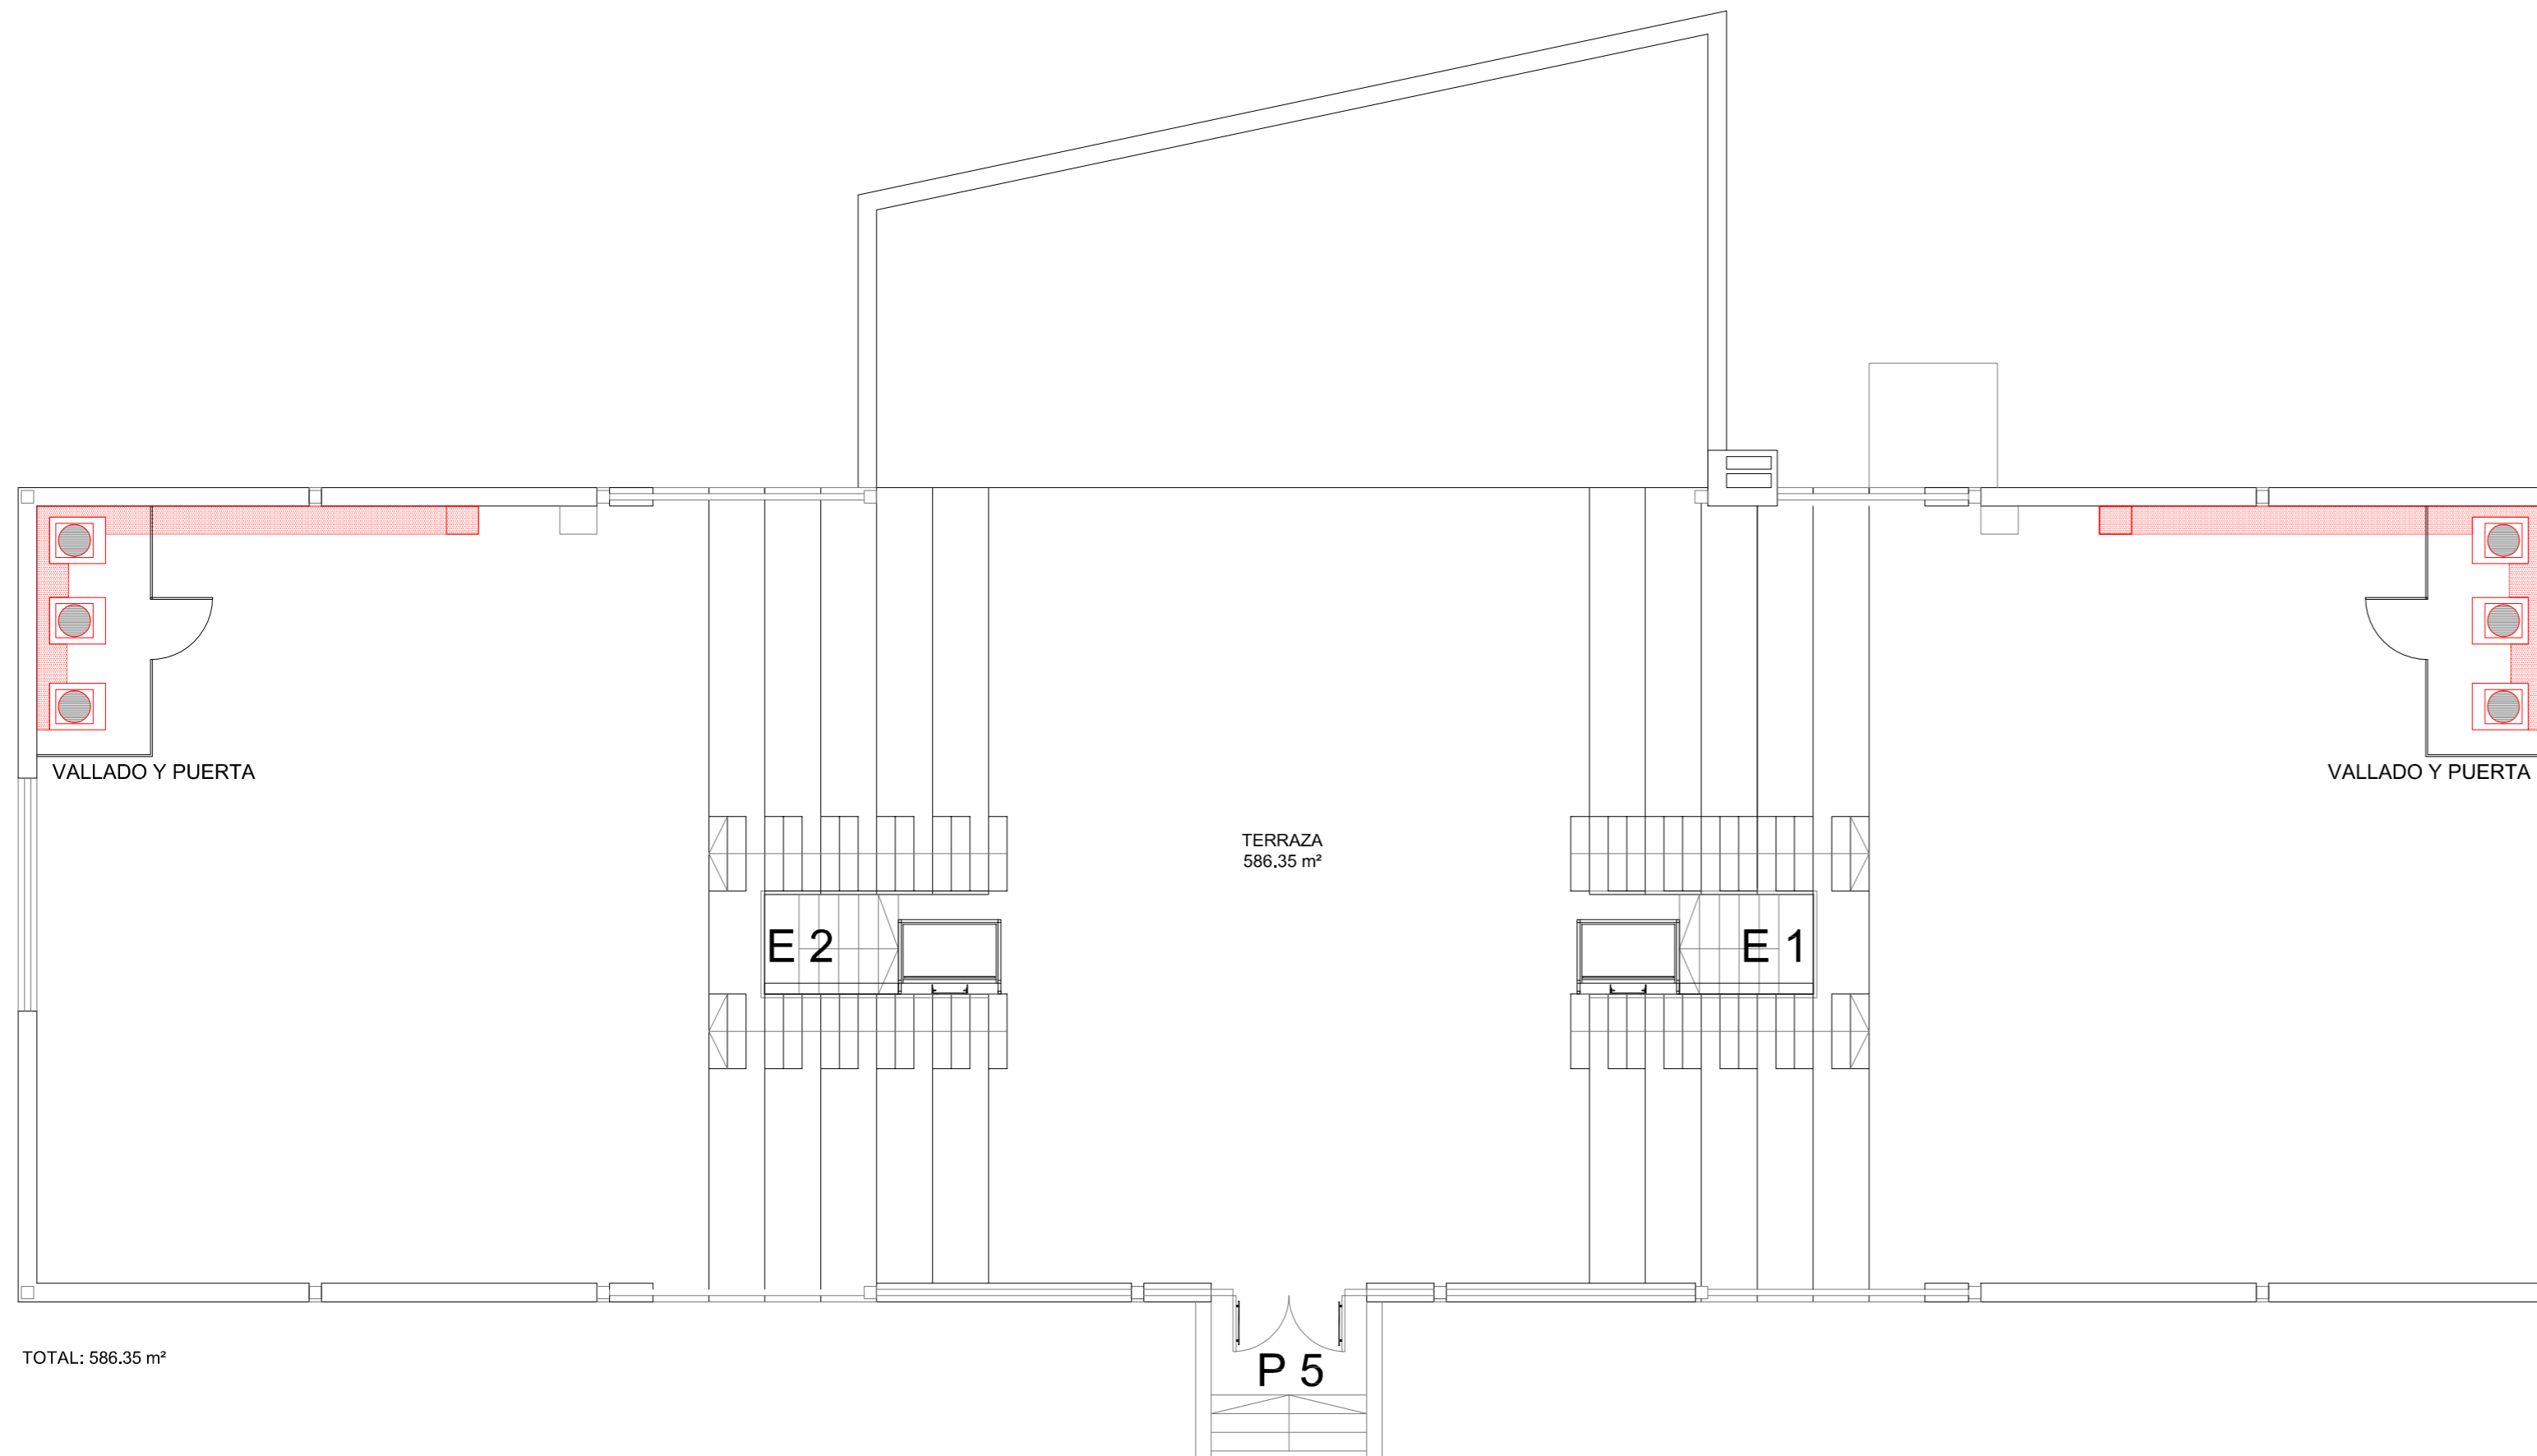 VALLADO Y PUERTA
VALLADO Y PUERTA
TERRAZA
586.35 m²
E 2
E 1
TOTAL: 586.35 m²
P 5